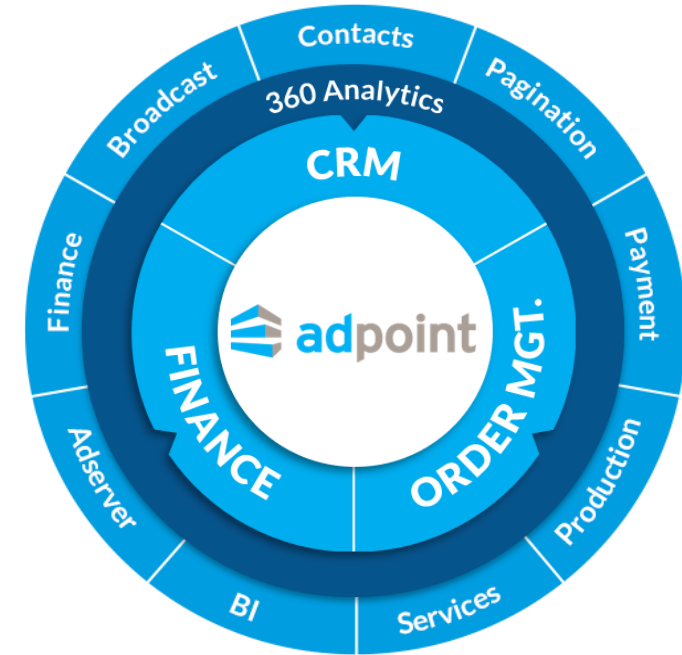 Contacts
Pagination
Payment
Production
Services
BI
Adserver
Finance
Broadcast
360 Analytics
CRM
ORDER MGT.
FINANCE
adpoint